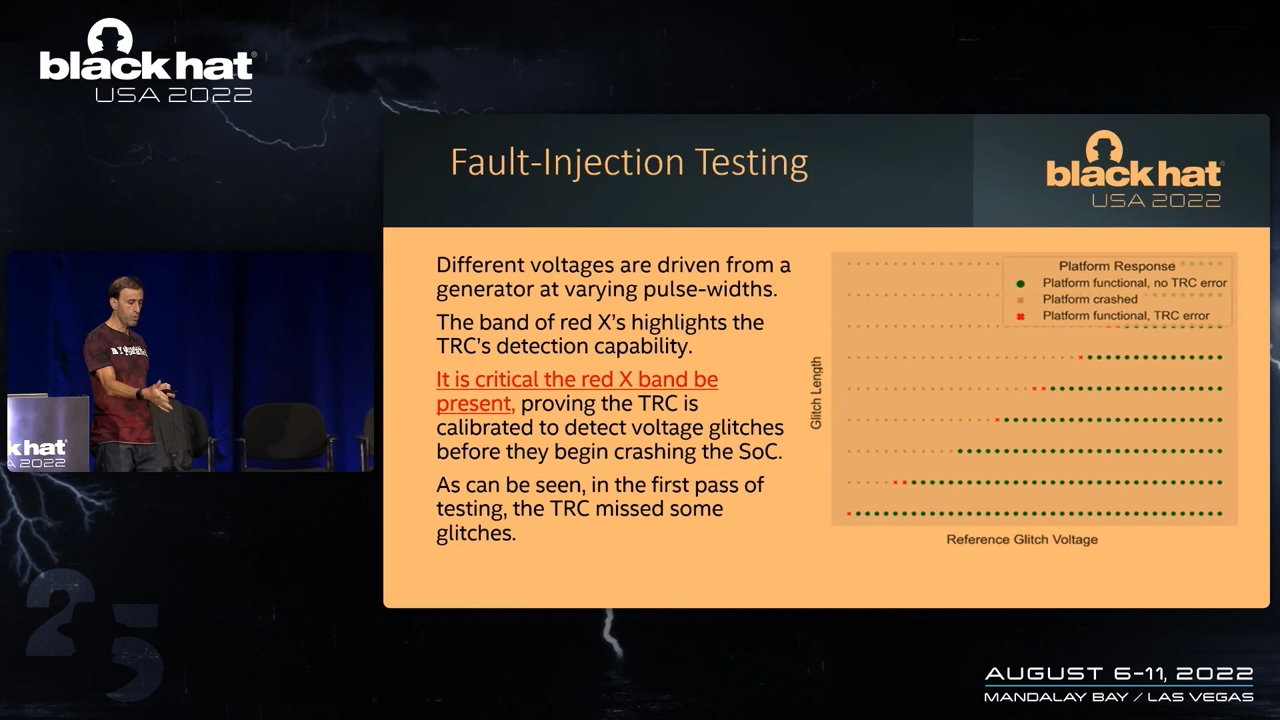 black hat
USA 2022
Fault-Injection Testing
black hat
USA 2022
Different voltages are driven from a
generator at varying pulse-widths.
The band of red X's highlights the
TRC's detection capability.
It is critical the red X band be
present, proving the TRC is
calibrated to detect voltage glitches
before they begin crashing the SoC.
As can be seen, in the first pass of
testing, the TRC missed some
glitches.
Platform Response
Platform functional, no TRC error
Platform crashed
Platform functional, TRC error
Glitch Length
Reference Glitch Voltage
k hat
A 2022
25
AUGUST 6-11, 2022
MANDALAY BAY / LAS VEGAS